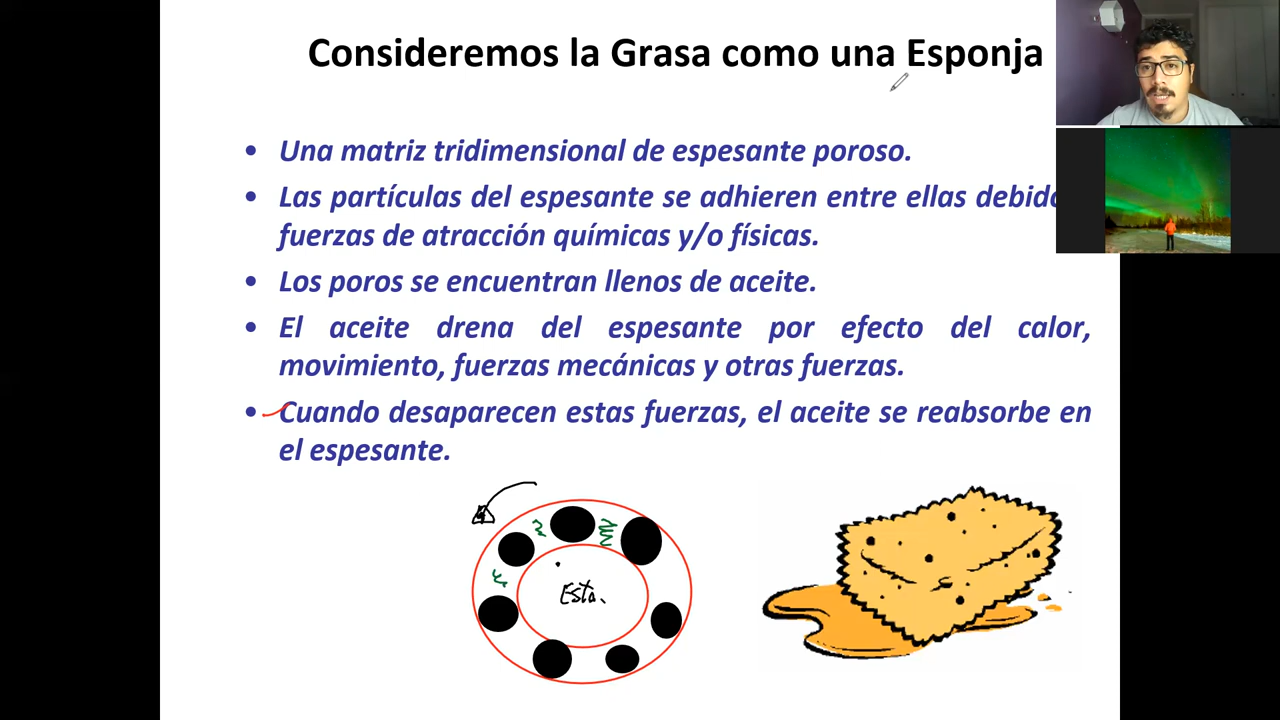 Consideremos la Grasa como una Esponja
• Una matriz tridimensional de espesante poroso.
• Las partículas del espesante se adhieren entre ellas debido
fuerzas de atracción químicas y/o físicas.
• Los poros se encuentran llenos de aceite.
• El aceite drena del espesante por efecto del calor,
movimiento, fuerzas mecánicas y otras fuerzas.
• Cuando desaparecen estas fuerzas, el aceite se reabsorbe en
el espesante.
Esta.